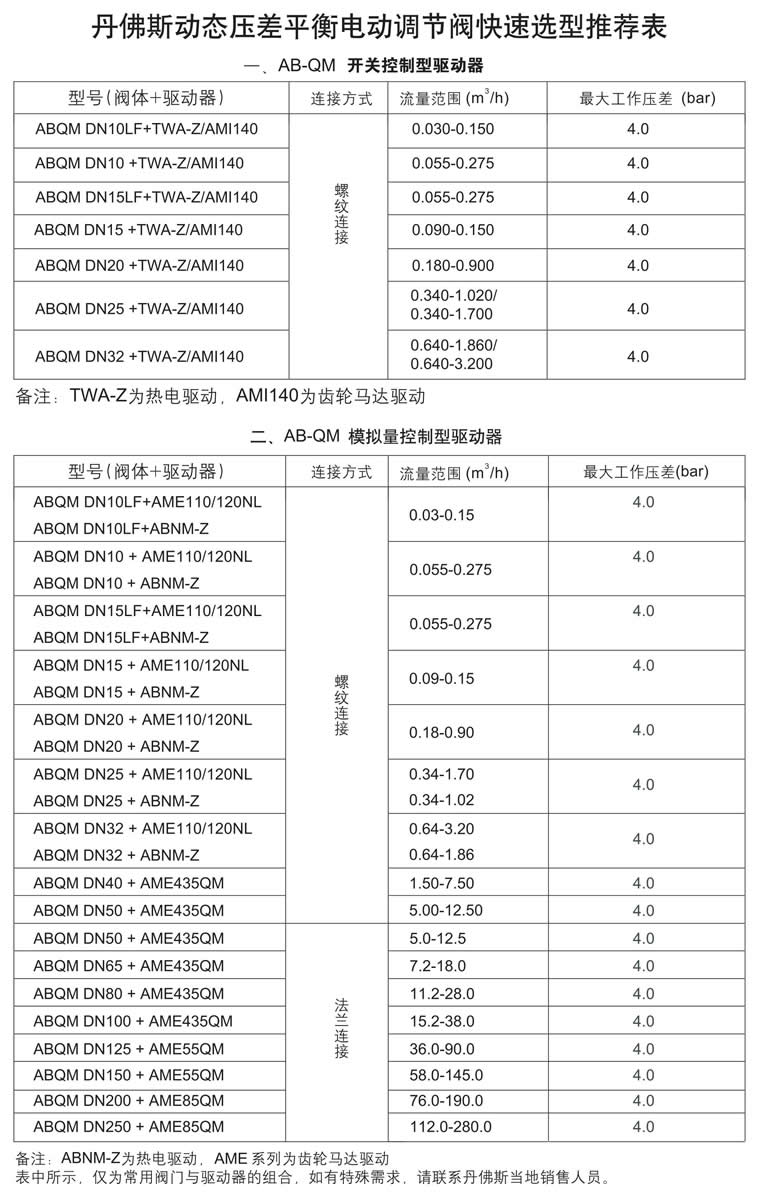 丹佛斯动态压差平衡电动调节阀快速选型推荐表
一、AB-QM 开关控制型驱动器
型号(阀体+驱动器) 连接方式 流量范围(m³/h) 最大工作压差 (bar)
ABQM DN10LF+TWA-Z/AMI140 0.030-0.150 4.0
ABQM DN10 +TWA-Z/AMI140 0.055-0.275 4.0
ABQM DN15LF+TWA-Z/AMI140 0.055-0.275 4.0
ABQM DN15 +TWA-Z/AMI140 0.090-0.150 4.0
螺纹连接
ABQM DN20 +TWA-Z/AMI140 0.180-0.900 4.0
ABQM DN25 +TWA-Z/AMI140 0.340-1.020/ 4.0
0.340-1.700
ABQM DN32 +TWA-Z/AMI140 0.640-1.860/ 4.0
0.640-3.200
备注：TWA-Z为热电驱动，AMI140为齿轮马达驱动
二、AB-QM 模拟量控制型驱动器
型号(阀体+驱动器) 连接方式 流量范围(m³/h) 最大工作压差(bar)
ABQM DN10LF+AME110/120NL 0.03-0.15 4.0
ABQM DN10LF+ABNM-Z
ABQM DN10 + AME110/120NL 0.055-0.275 4.0
ABQM DN10 + ABNM-Z
ABQM DN15LF+AME110/120NL 0.055-0.275 4.0
ABQM DN15LF+ABNM-Z
ABQM DN15 + AME110/120NL 0.09-0.15 4.0
ABQM DN15 + ABNM-Z
螺纹连接
ABQM DN20 + AME110/120NL 0.18-0.90 4.0
ABQM DN20 + ABNM-Z
ABQM DN25 + AME110/120NL 0.34-1.70 4.0
ABQM DN25 + ABNM-Z 0.34-1.02
ABQM DN32 + AME110/120NL 0.64-3.20 4.0
ABQM DN32 + ABNM-Z 0.64-1.86
ABQM DN40 + AME435QM 1.50-7.50 4.0
ABQM DN50 + AME435QM 5.00-12.50 4.0
ABQM DN50 + AME435QM 5.0-12.5 4.0
ABQM DN65 + AME435QM 7.2-18.0 4.0
ABQM DN80 + AME435QM 11.2-28.0 4.0
ABQM DN100 + AME435QM 15.2-38.0 4.0
法兰连接
ABQM DN125 + AME55QM 36.0-90.0 4.0
ABQM DN150 + AME55QM 58.0-145.0 4.0
ABQM DN200 + AME85QM 76.0-190.0 4.0
ABQM DN250 + AME85QM 112.0-280.0 4.0
备注：ABNM-Z为热电驱动，AME 系列为齿轮马达驱动
表中所示，仅为常用阀门与驱动器的组合，如有特殊需求，请联系丹佛斯当地销售人员。